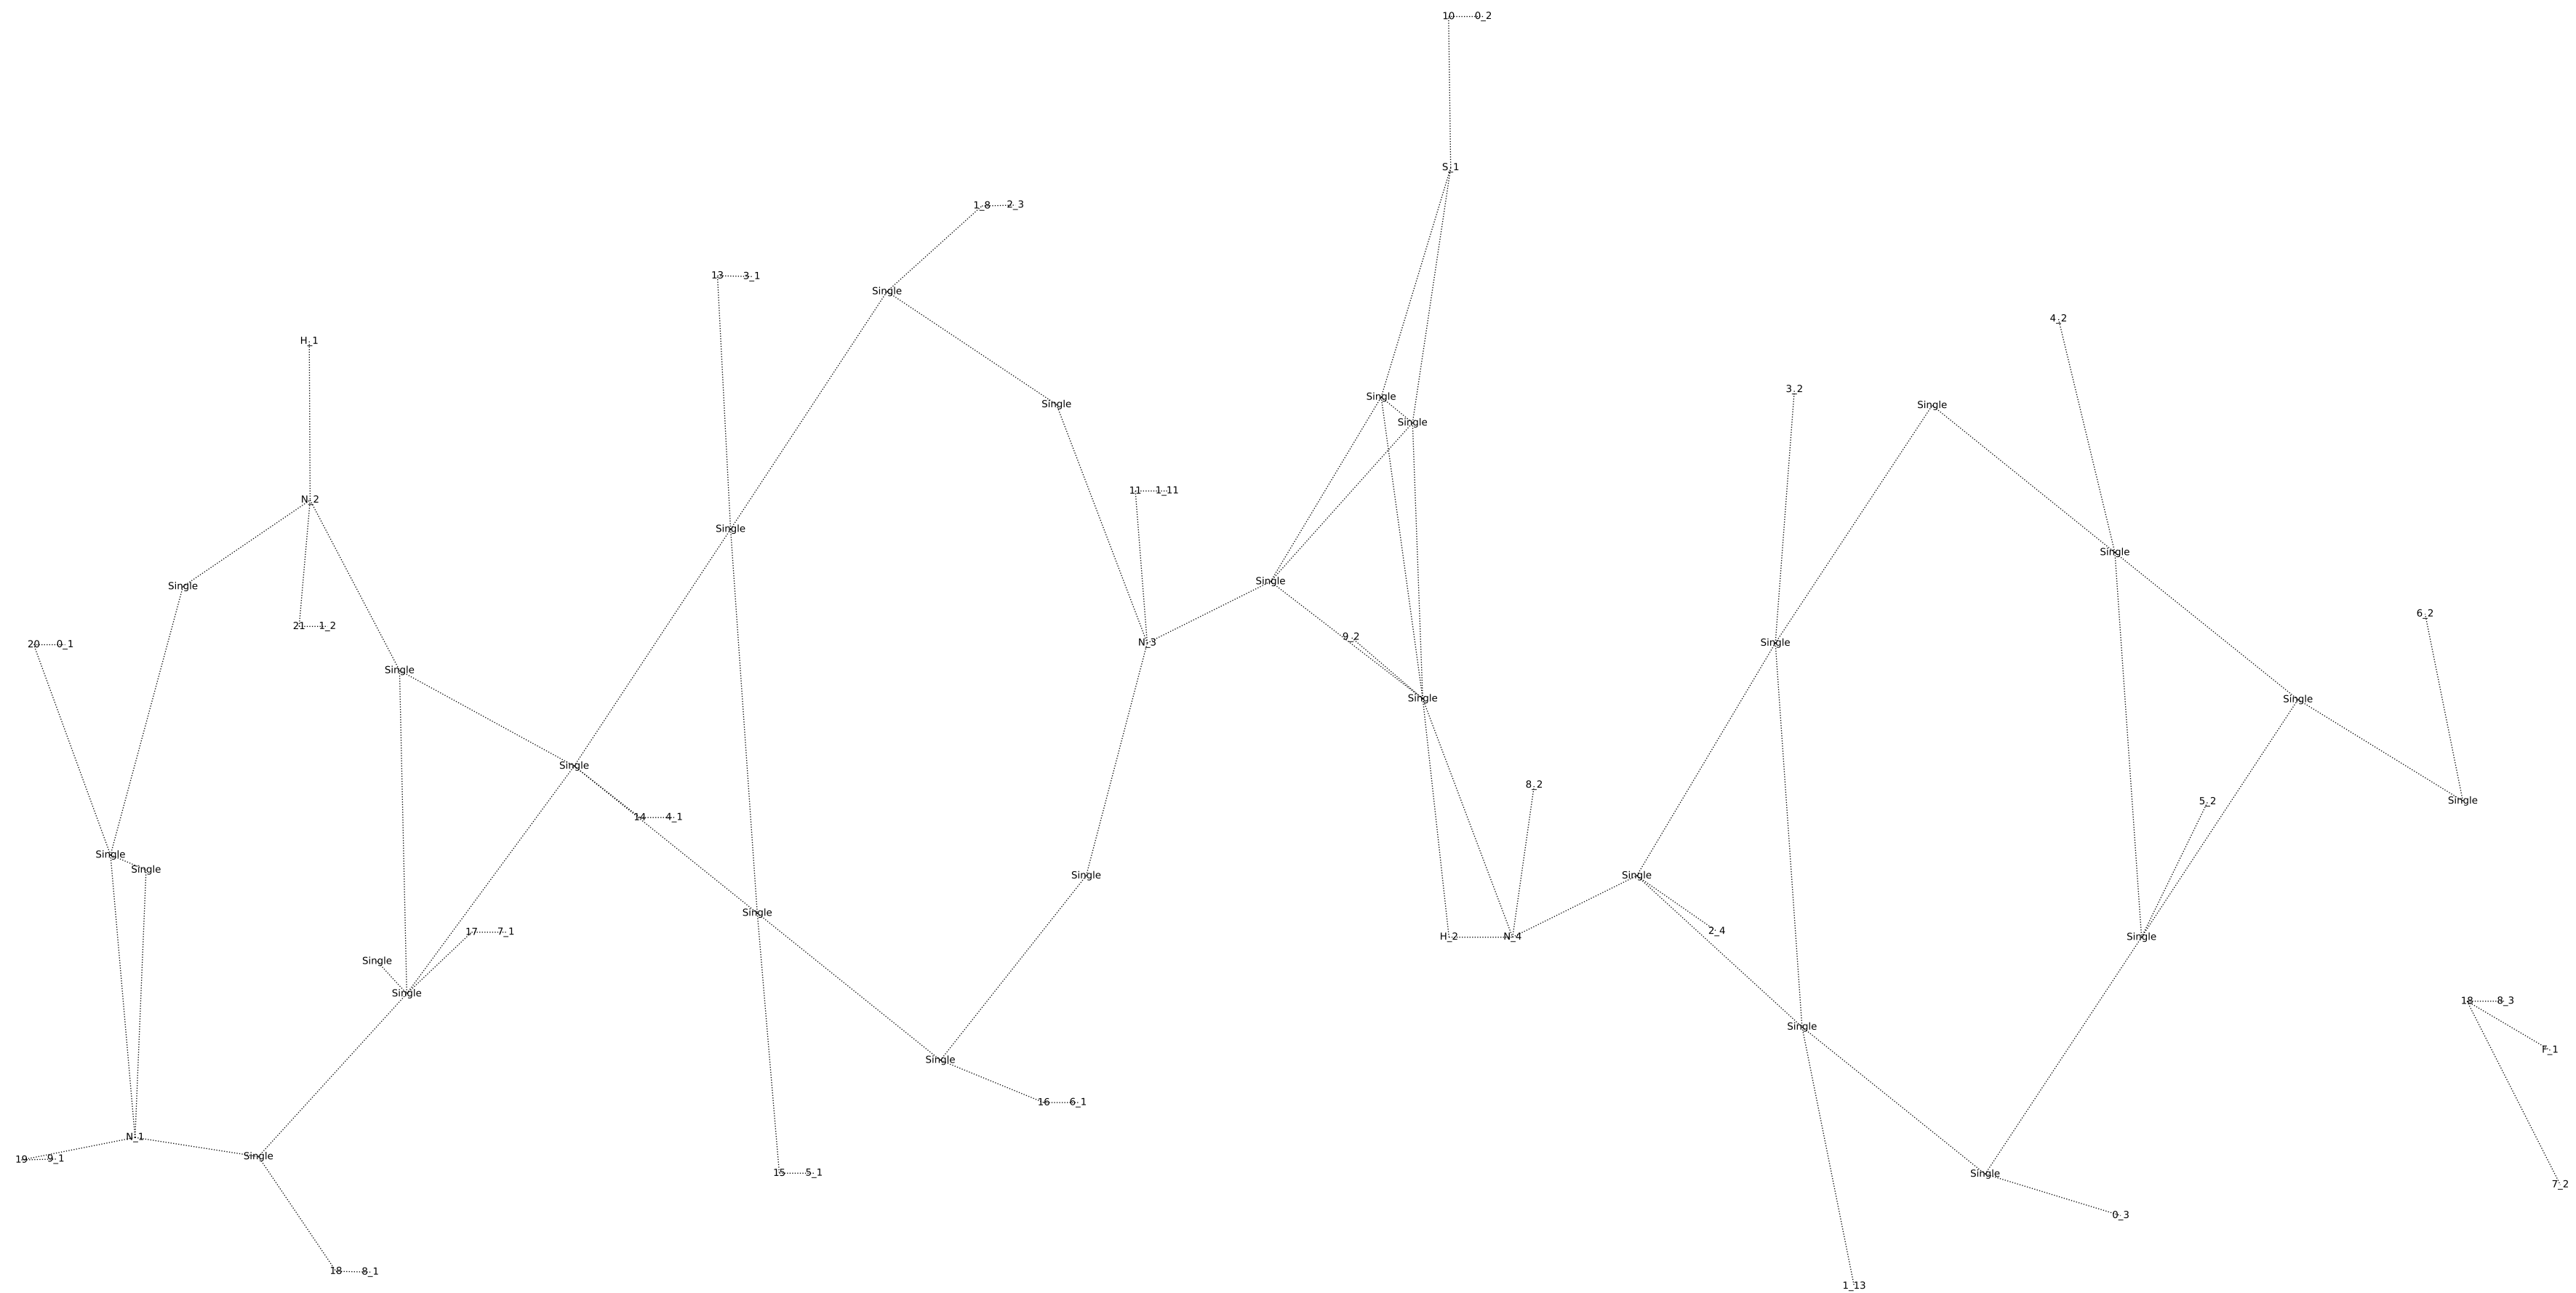 10 0_2
S_1
1_8 2_3
13 3_1
Single
4_2
H_1
3_2
Single
Single
Single
Single
11 1_11
N_2
Single
Single
Single
Single
6_2
21 1_2
9_2
N_3
Single
20 0_1
Single
Single
Single
Single
8_2
Single
5_2
14 4_1
Single
Single
Single
Single
Single
2_4
17 7_1
H_2 N_4
Single
Single
Single
18 8_3
Single
F_1
Single
16 6_1
N_1
Single
19 9_1
15 5_1
Single
7_2
0_3
18 8_1
1_13